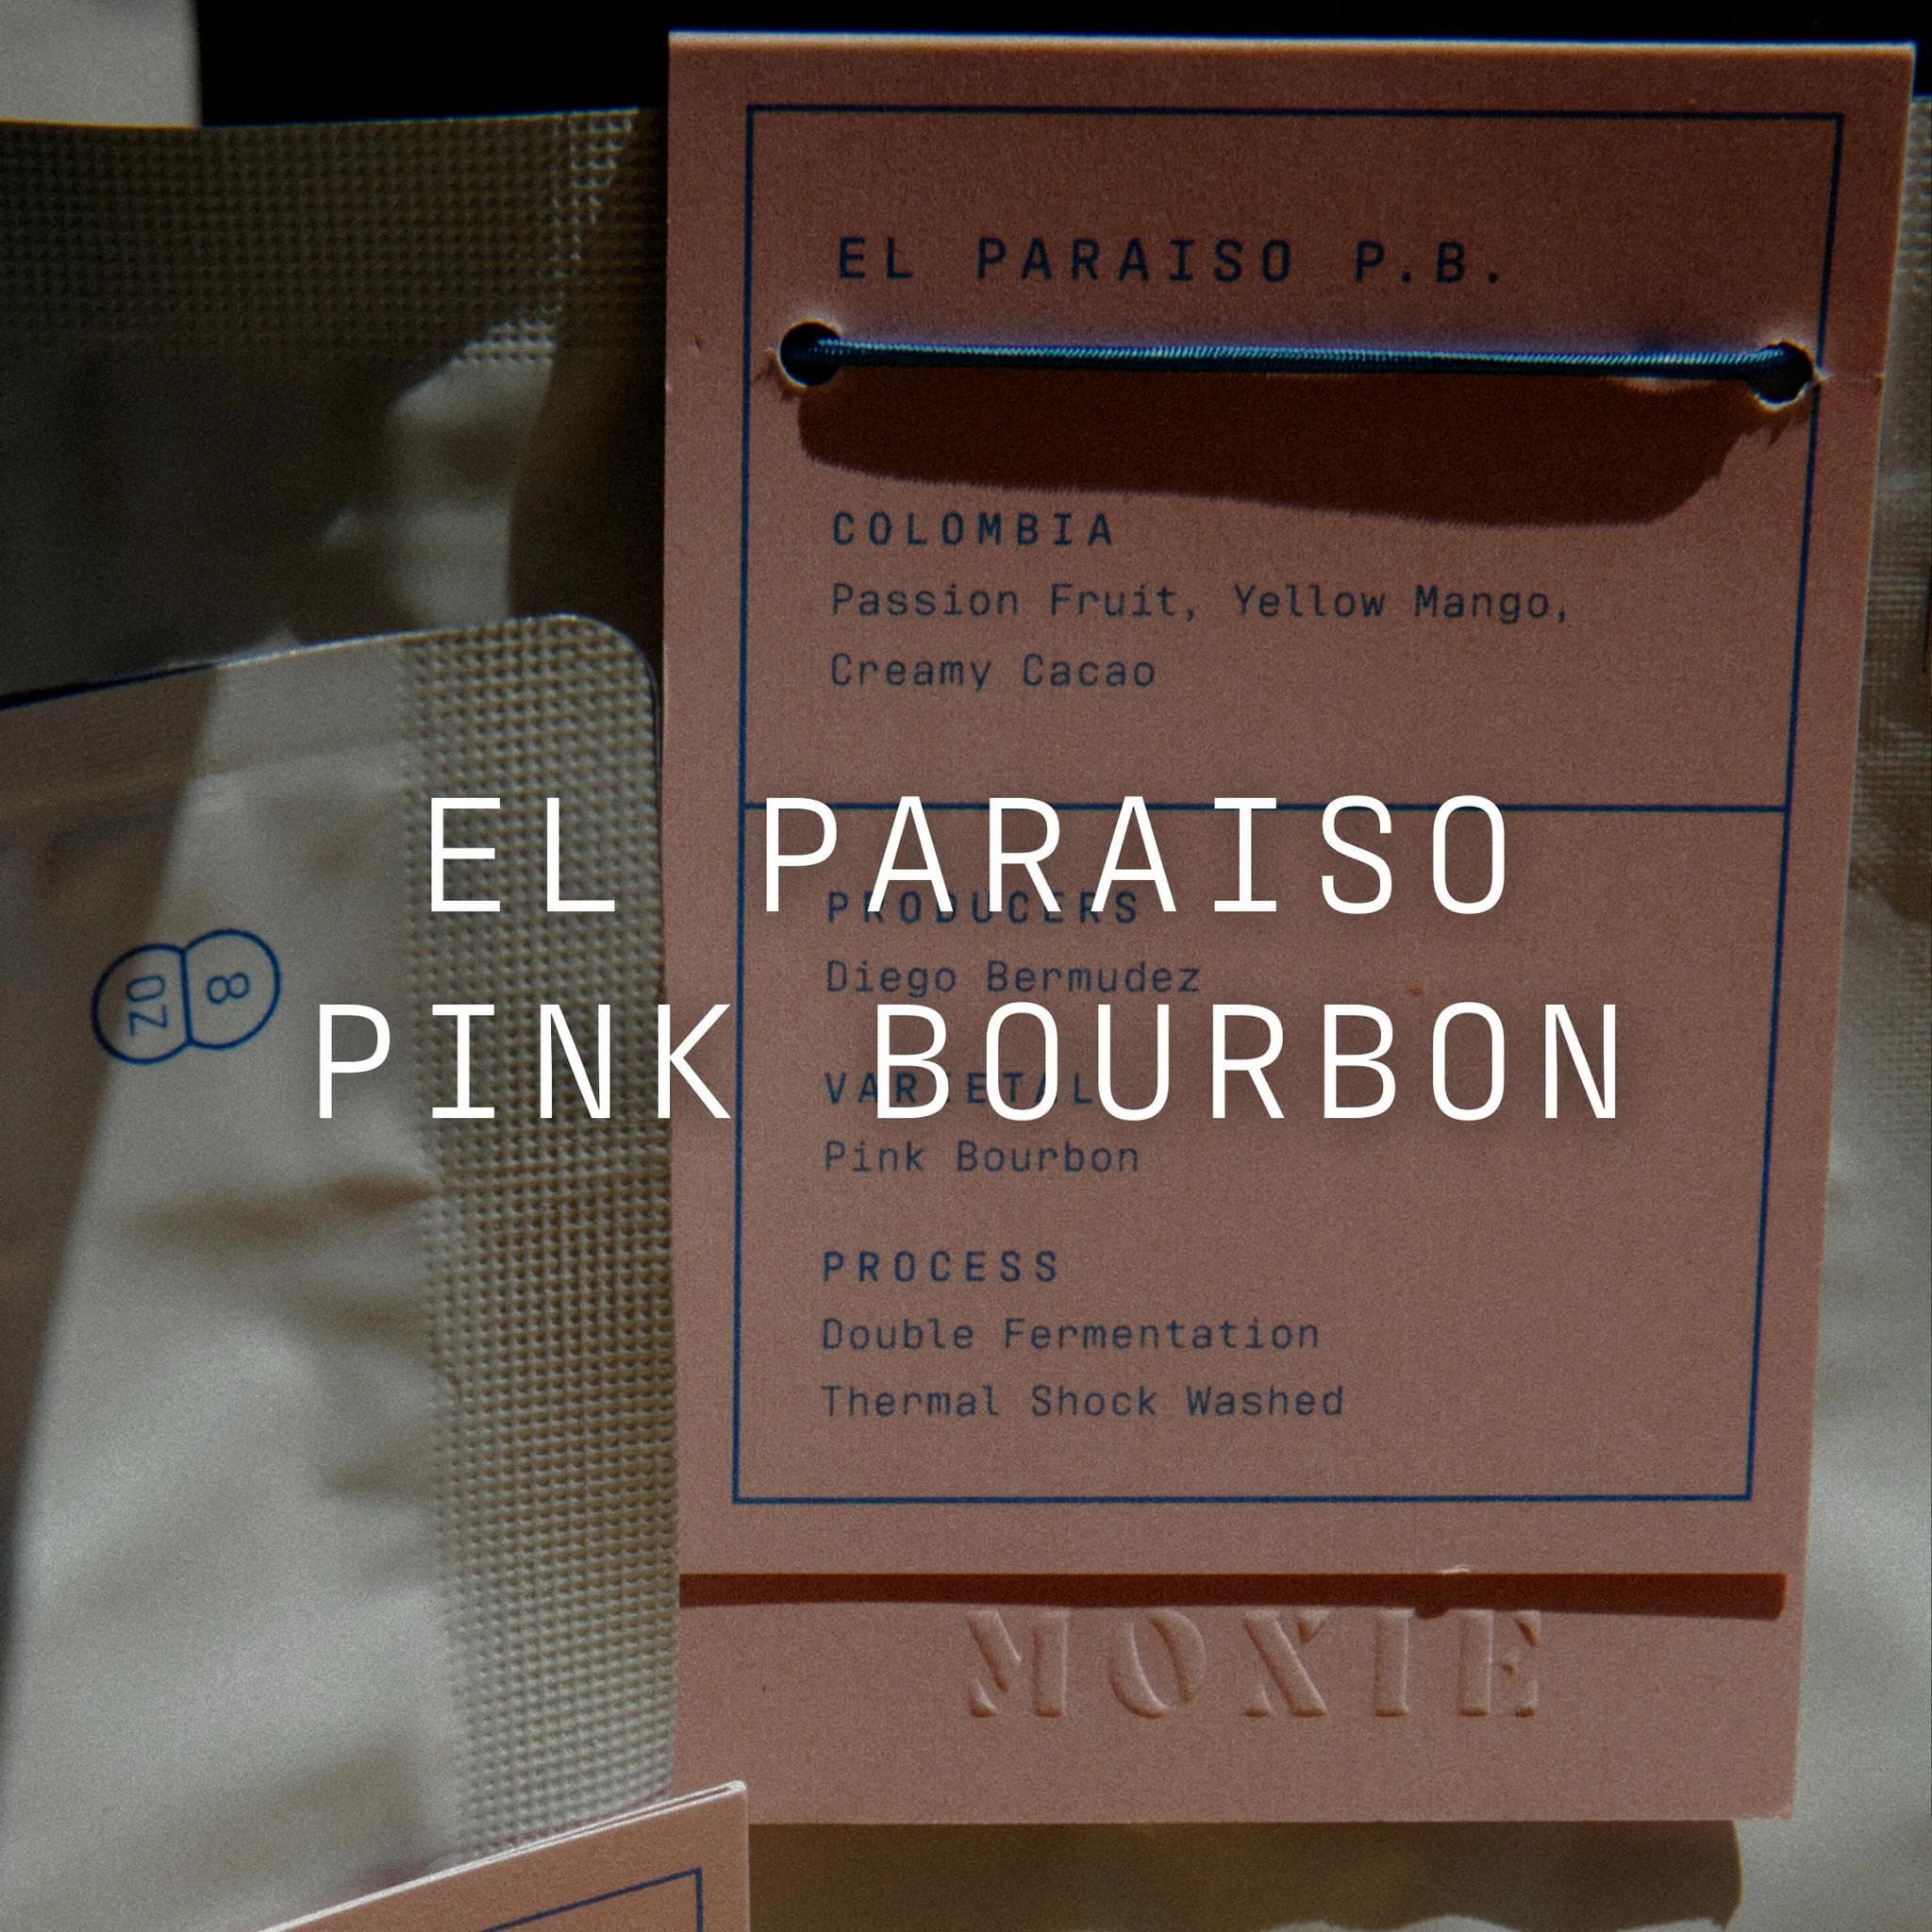 EL PARAISO P.B.
COLOMBIA
Passion Fruit, Yellow Mango,
Creamy Cacao
EL PARAISO
PRODUCERS
Diego Bermudez
PINK BOURBON
VARIETAL
Pink Bourbon
PROCESS
Double Fermentation
Thermal Shock Washed
MOXIE
8
OZ